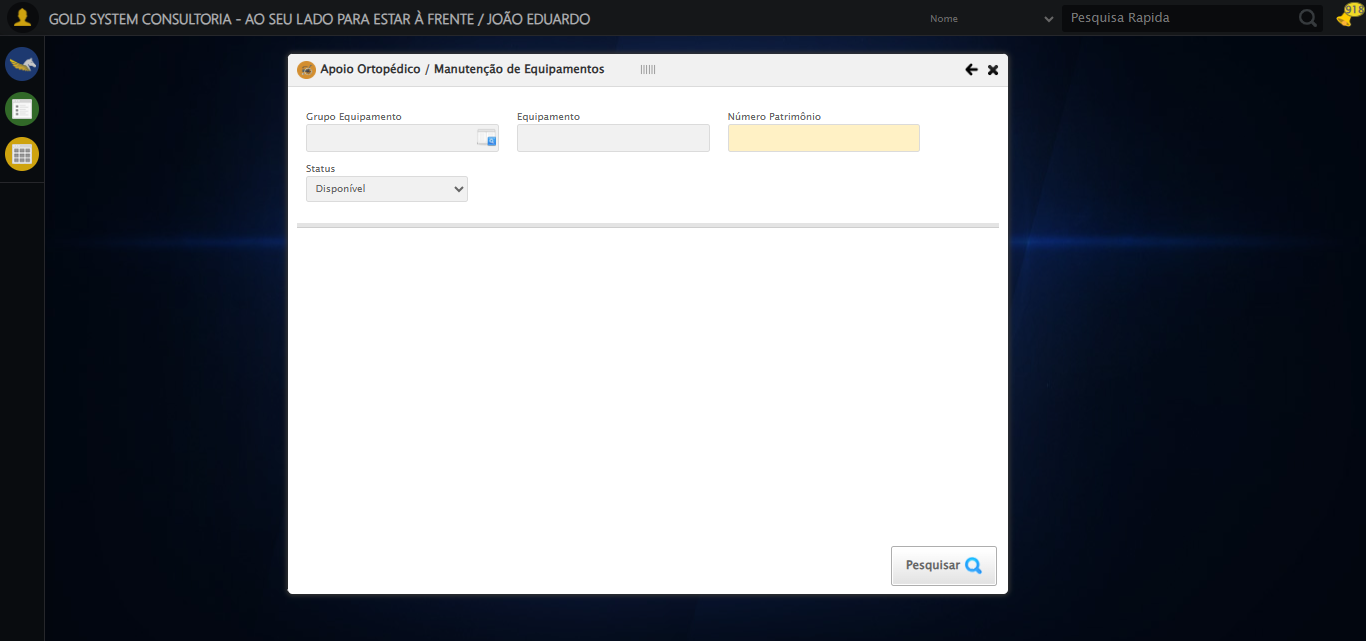 GOLD SYSTEM CONSULTORIA - AO SEU LADO PARA ESTAR À FRENTE / JOÃO EDUARDO
Nome
Pesquisa Rapida
918
Apoio Ortopédico / Manutenção de Equipamentos
Grupo Equipamento
Equipamento
Número Patrimônio
Status
Disponível
Pesquisar